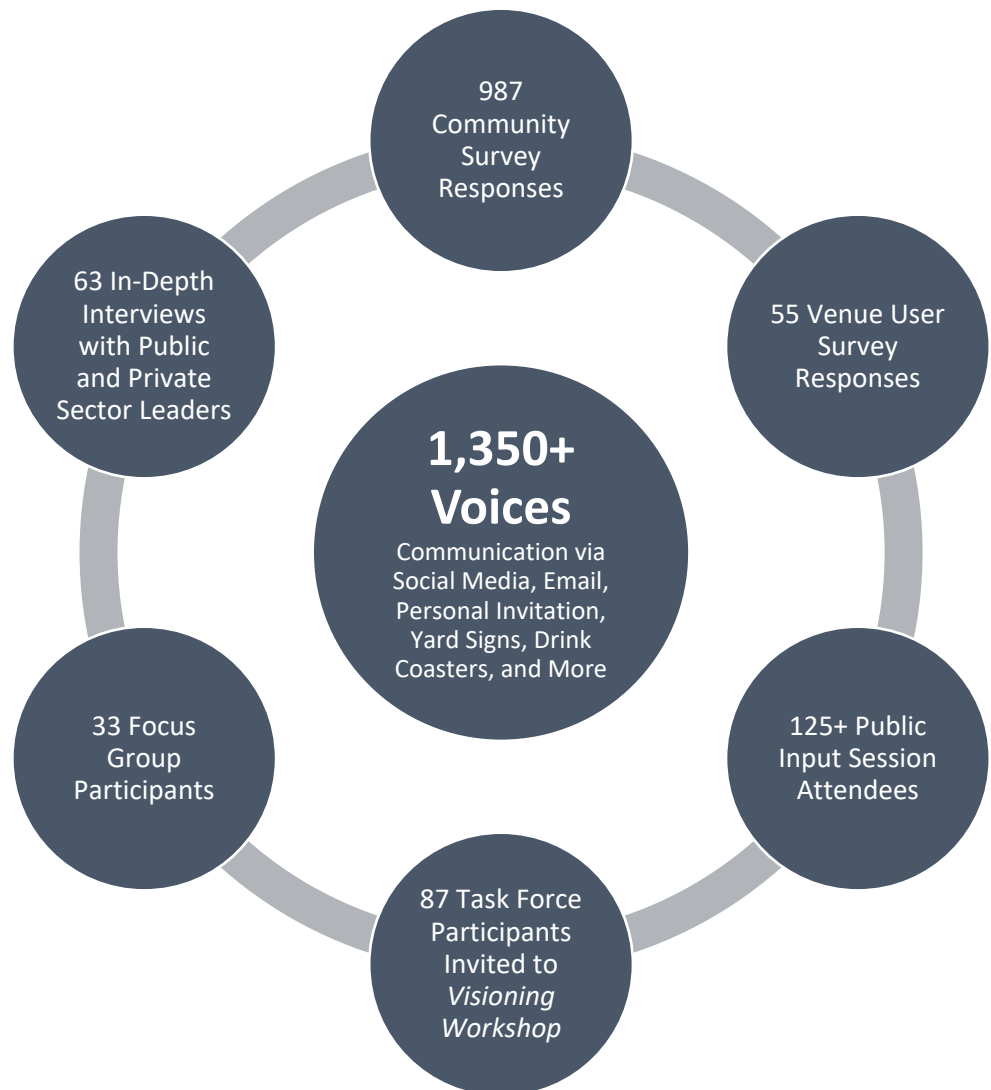 987
Community
Survey
Responses
55 Venue User
Survey
Responses
125+ Public
Input Session
Attendees
87 Task Force
Participants
Invited to
Visioning
Workshop
33 Focus
Group
Participants
63 In-Depth
Interviews
with Public
and Private
Sector Leaders
1,350+
Voices
Communication via
Social Media, Email,
Personal Invitation,
Yard Signs, Drink
Coasters, and More